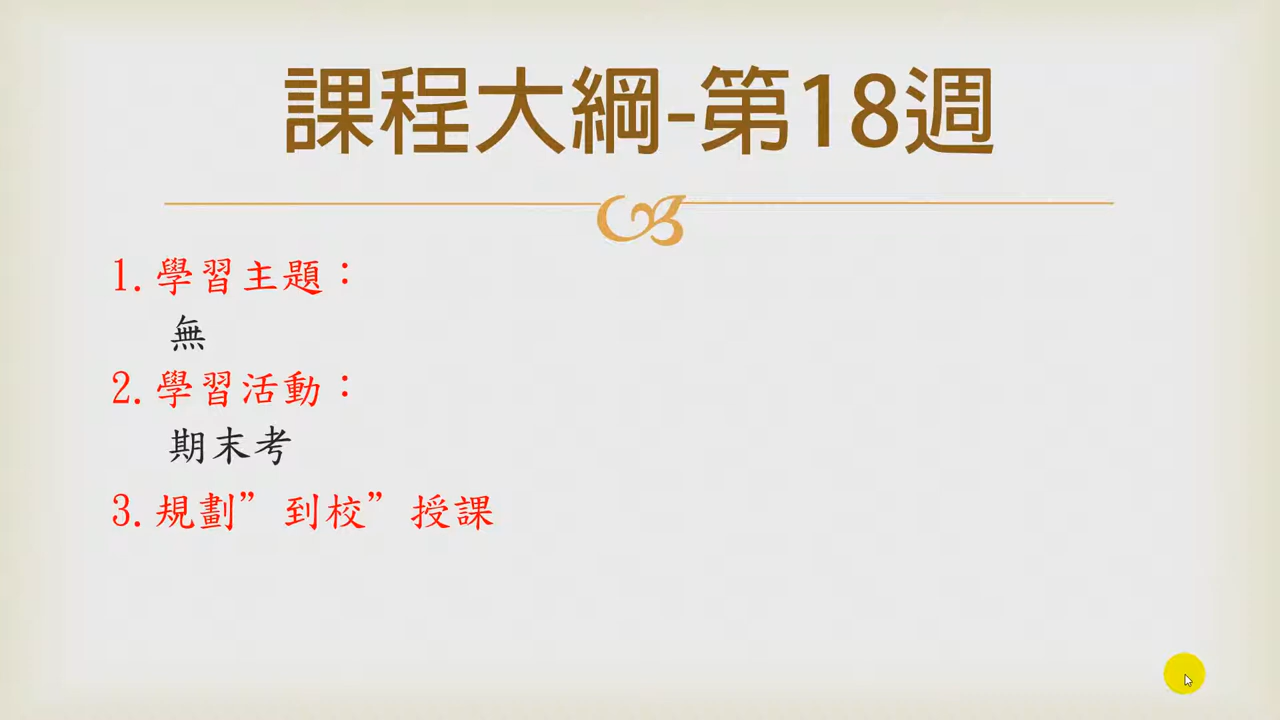 課程大綱-第18週
1.學習主題：
無
2.學習活動：
期末考
3.規劃”到校”授課